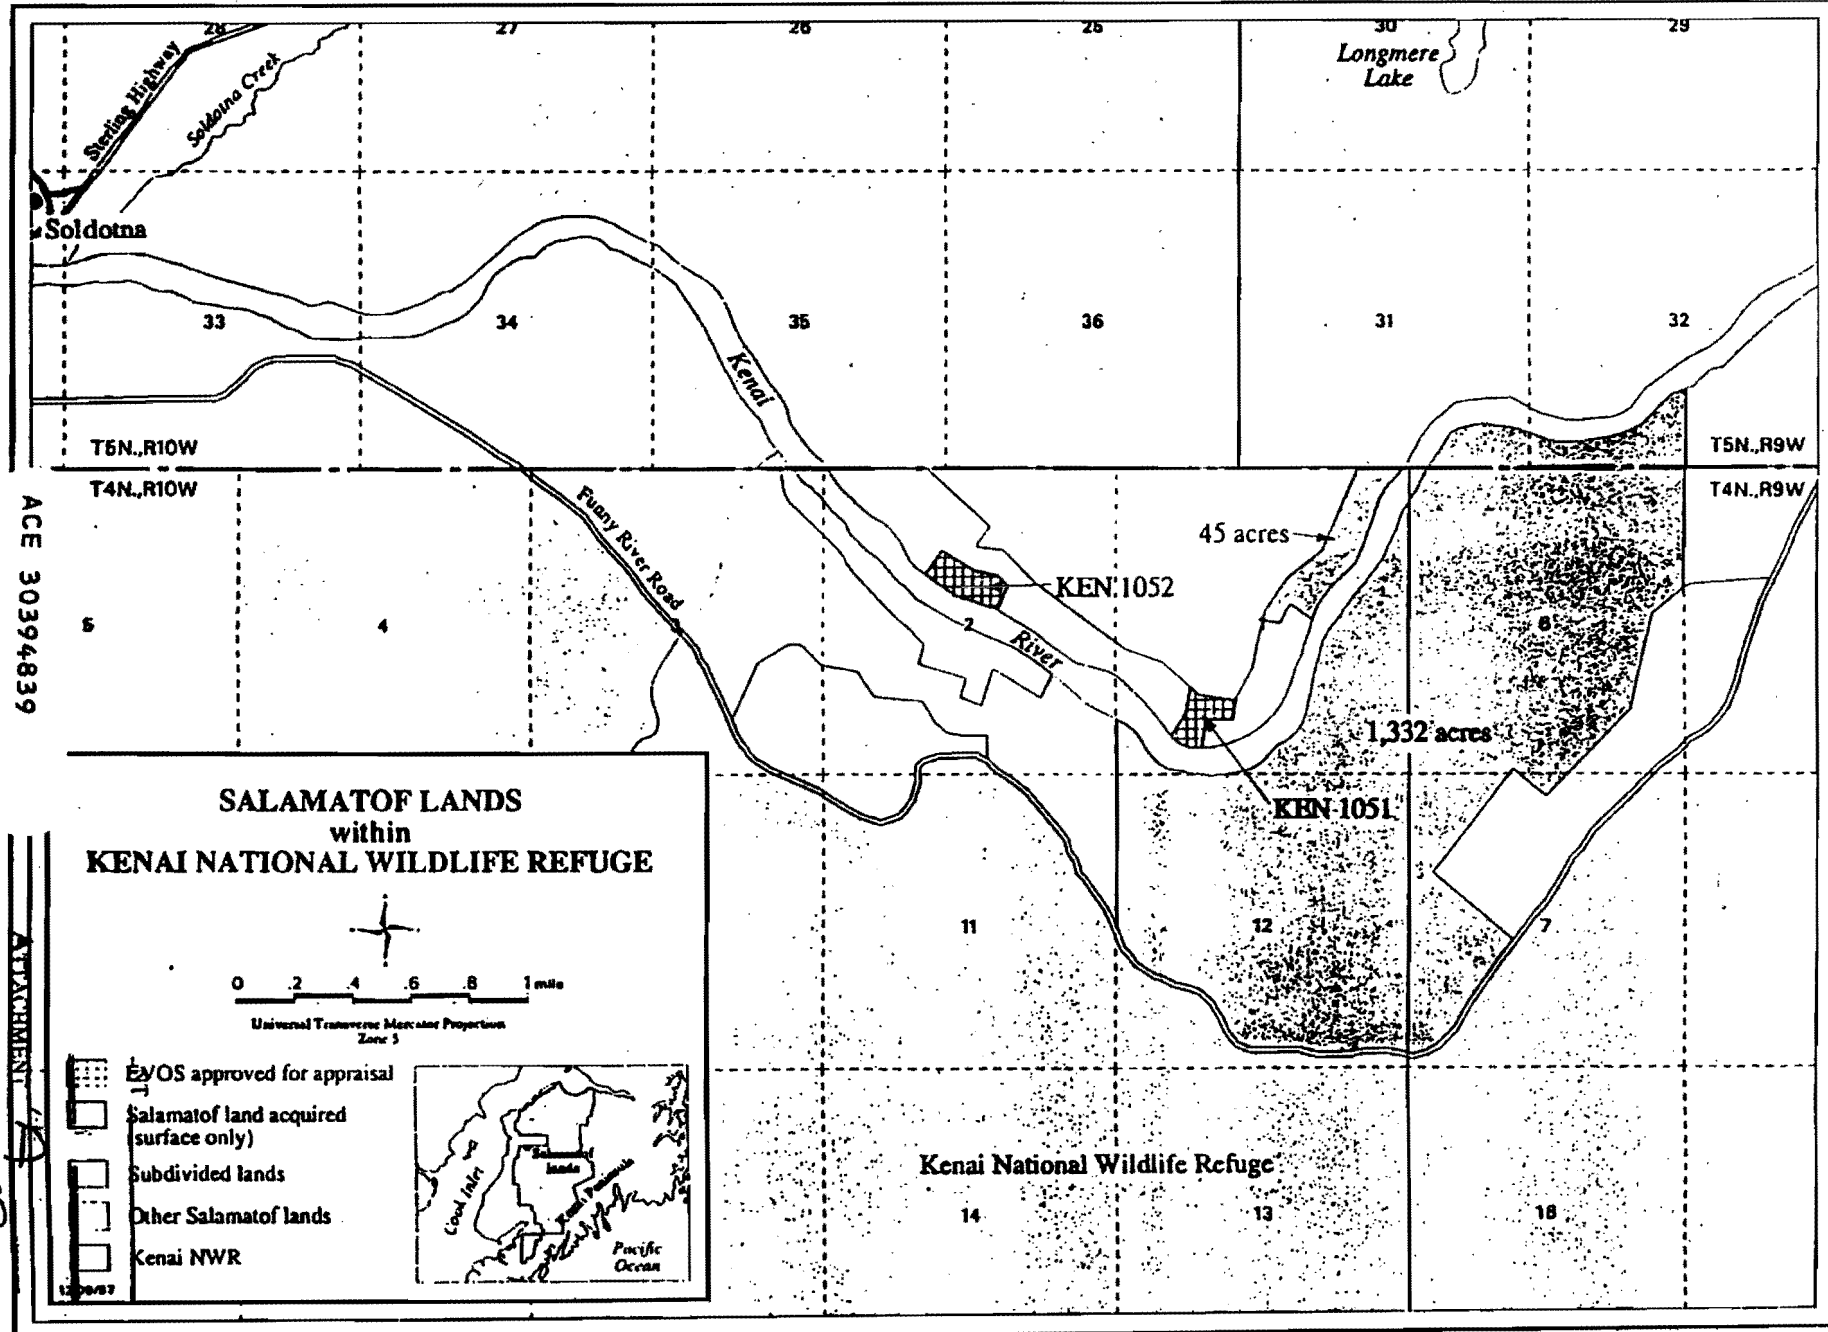 28
27
26
25
30
29
Longmere
Lake
Sterling Highway
Soldotna Creek
Soldotna
33
34
35
36
31
32
Kenai
T5N.,R10W
T5N.,R9W
T4N.,R10W
T4N.,R9W
Funny River Road
45 acres
KEN 1052
5
4
2
River
6
1,332 acres
KEN 1051
11
12
7
Kenai National Wildlife Refuge
14
13
18
SALAMATOF LANDS
within
KENAI NATIONAL WILDLIFE REFUGE
0 .2 .4 .6 .8 1 mile
Universal Transverse Mercator Projection
Zone 5
EVOS approved for appraisal
Salamatof land acquired
(surface only)
Subdivided lands
Other Salamatof lands
Kenai NWR
Salamatof
lands
Cook Inlet
Kenai Peninsula
Pacific
Ocean
ACE 30394839
ATTACHMENT